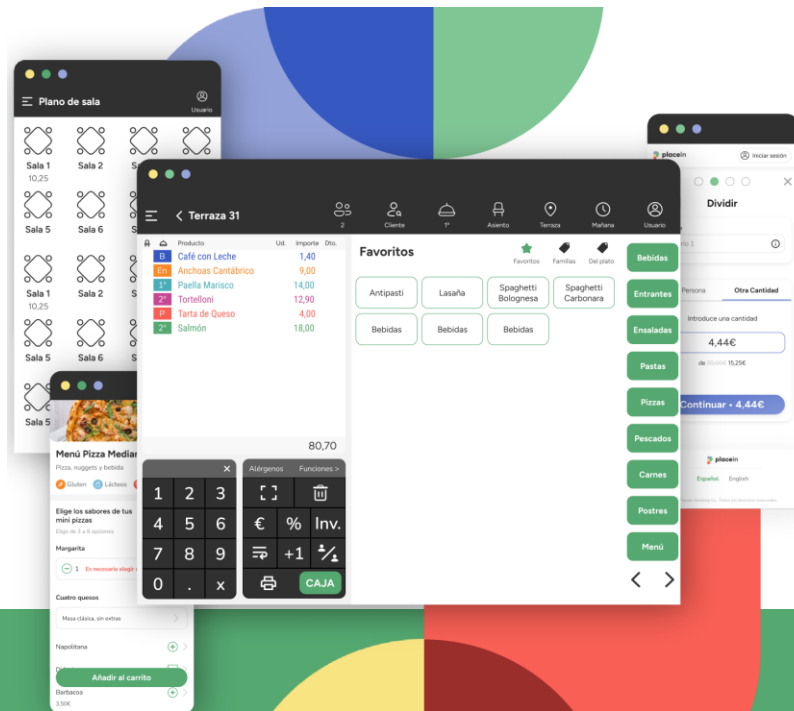 Plano de sala
Usuario
Sala 1
Sala 2
10,25
Sala 5
Sala 6
Sala 1
Sala 2
10,25
Sala 5
Sala 6
Sala 5
Terraza 31
2
Cliente
1º
Asiento
Terraza
Mañana
Usuario
Producto Ud. Importe Dto.
B Café con Leche 1,40
En Anchoas Cantábrico 9,00
1º Paella Marisco 14,00
2º Tortelloni 12,90
P Tarta de Queso 4,00
2º Salmón 18,00
80,70
Alérgenos Funciones >
1 2 3
4 5 6 € % Inv.
7 8 9 +1
0 . x CAJA
Favoritos
Favoritos Familias Del plato
Antipasti
Lasaña
Spaghetti
Bolognesa
Spaghetti
Carbonara
Bebidas
Bebidas
Bebidas
Bebidas
Entrantes
Ensaladas
Pastas
Pizzas
Pescados
Carnes
Postres
Menú
placein
Iniciar sesión
Dividir
Persona
Otra Cantidad
Introduce una cantidad
4,44€
15,25€
Continuar • 4,44€
placein
Español English
Menú Pizza Median
Pizza, nuggets y bebida
Gluten
Lácteos
Elige los sabores de tus
mini pizzas
Elige de 3 a 8 opciones
Margarita
1 Es necesario elegir
Cuatro quesos
Masa clásica, sin extras
Napolitana
Añadir al carrito
Barbacoa
3,50€